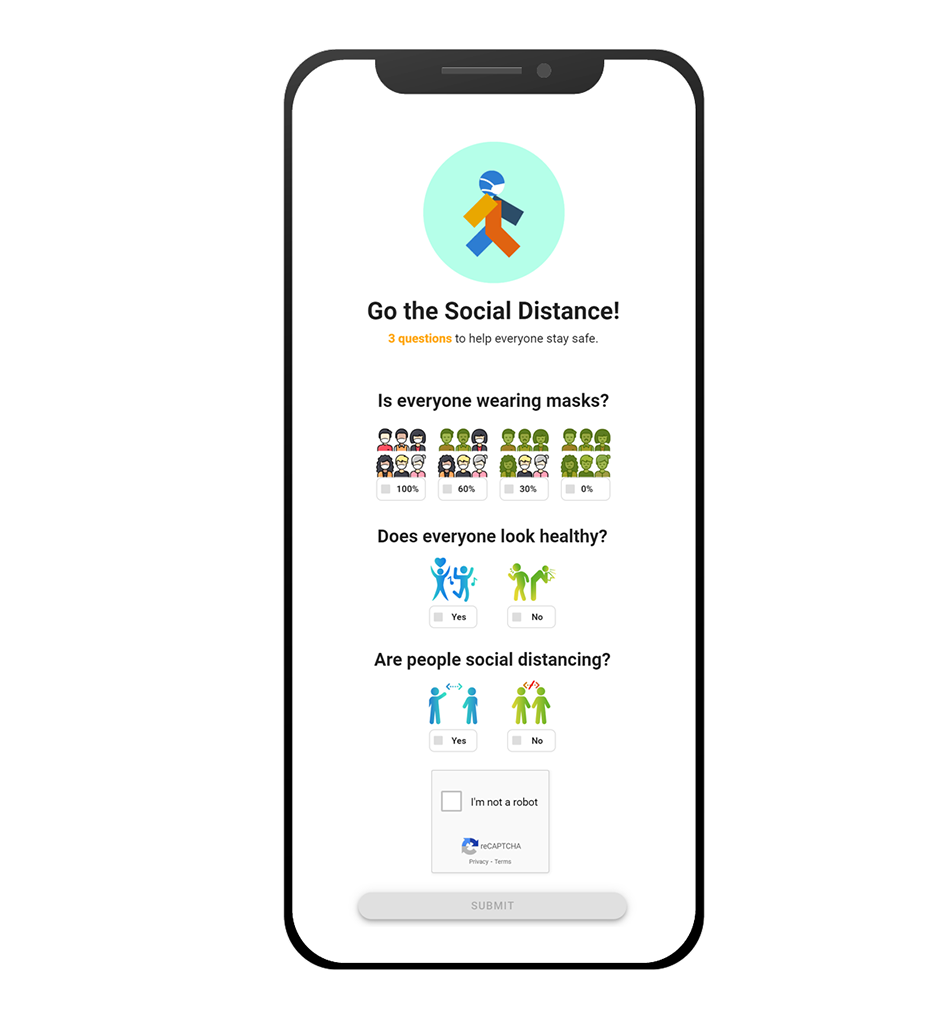 Go the Social Distance!
3 questions to help everyone stay safe.
Is everyone wearing masks?
100% 60% 30% 0%
Does everyone look healthy?
Yes No
Are people social distancing?
Yes No
I'm not a robot
reCAPTCHA
Privacy - Terms
SUBMIT